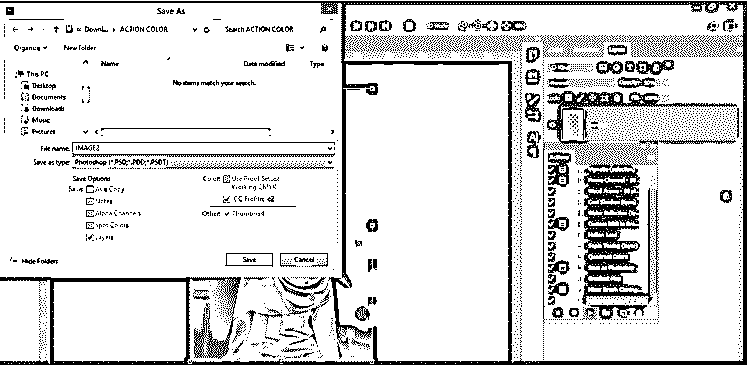 Save As
« Downl... › ACTION COLOR
Search ACTION COLOR
Organize
New Folder
Name
Date modified
Type
No items match your search.
This PC
Desktop
Documents
Downloads
Music
Pictures
File name: IMAGE2
Save as type: Photoshop (*.PSD;*.PDD;*.PSDT)
Save Options
Save: As a Copy
Notes
Alpha Channels
Spot Colors
Layers
Color: Use Proof Setup:
Working CMYK
Other: Thumbnail
Hide Folders
Save
Cancel